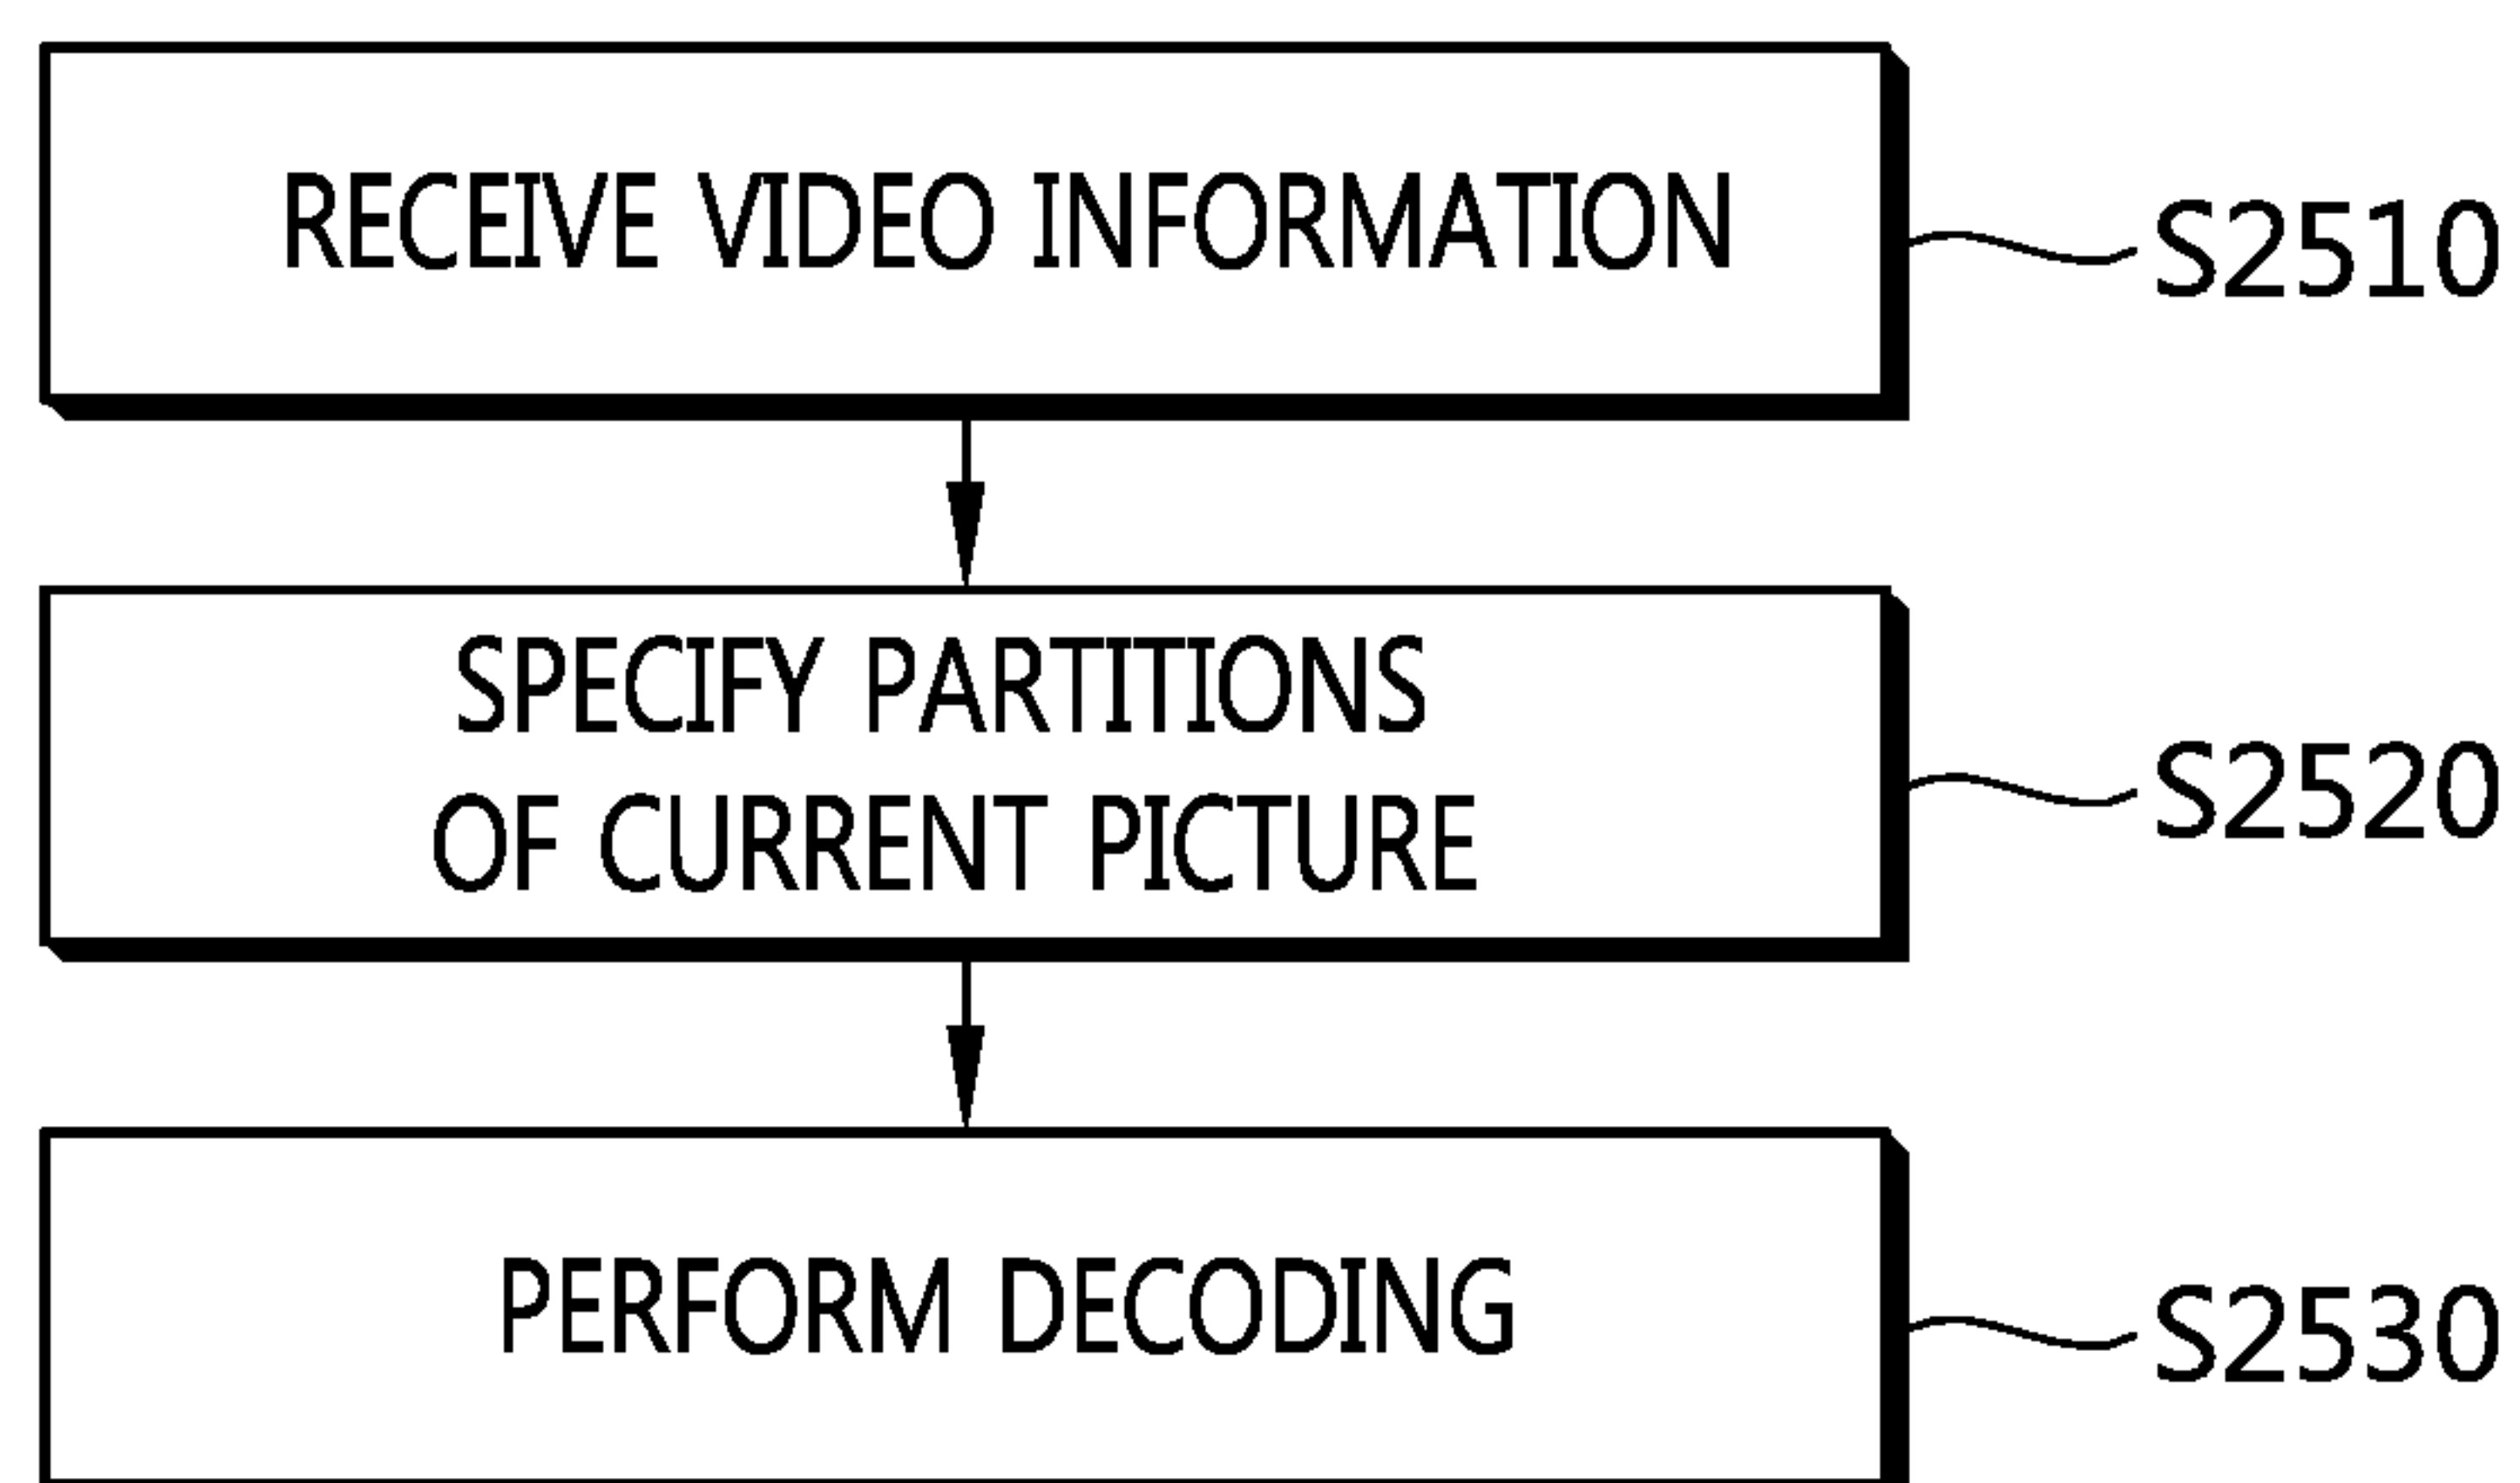 RECEIVE VIDEO INFORMATION
S2510
SPECIFY PARTITIONS
OF CURRENT PICTURE
S2520
PERFORM DECODING
S2530